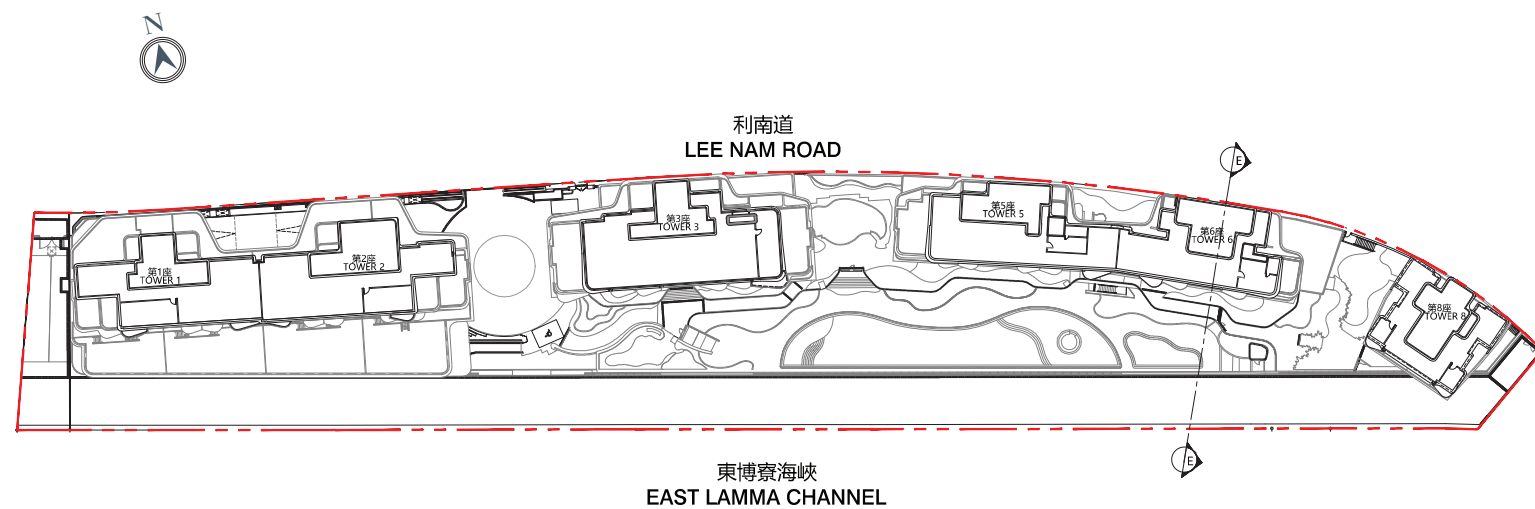 N
利南道
LEE NAM ROAD
E
第1座
TOWER 1
第2座
TOWER 2
第3座
TOWER 3
第5座
TOWER 5
第6座
TOWER 6
第8座
TOWER 8
E
東博寮海峽
EAST LAMMA CHANNEL